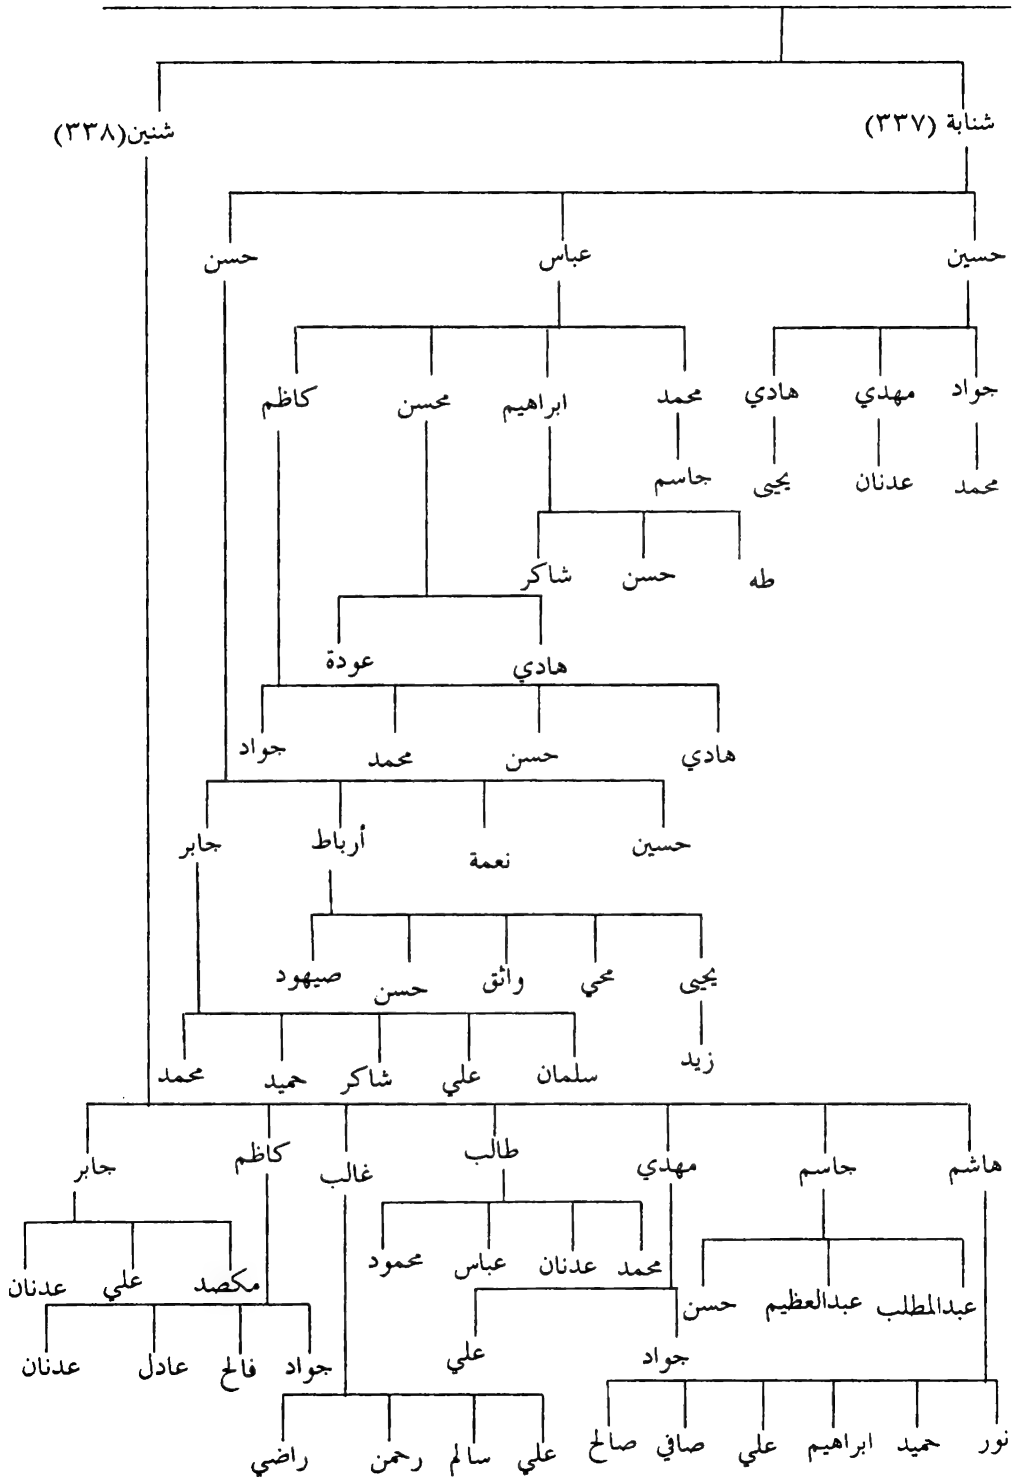 شنابة (٣٣٧) شنين (٣٣٨)
حسين عباس حسن
جواد مهدي هادي محمد ابراهيم محسن كاظم
محمد عدنان يحيى جاسم
طه حسن شاكر
هادي عودة
هادي حسن محمد جواد
حسين نعمة أرباط جابر
يحيى محي واثق حسن صيهود
زيد سلمان علي شاكر حميد محمد
هاشم جاسم مهدي طالب غالب كاظم جابر
محمد عدنان عباس محمود مكصد علي عدنان
عبدالمطلب عبدالعظيم حسن
جواد علي جواد فالح عادل عدنان
نور حميد ابراهيم علي صافي صالح علي سالم رحمن راضي